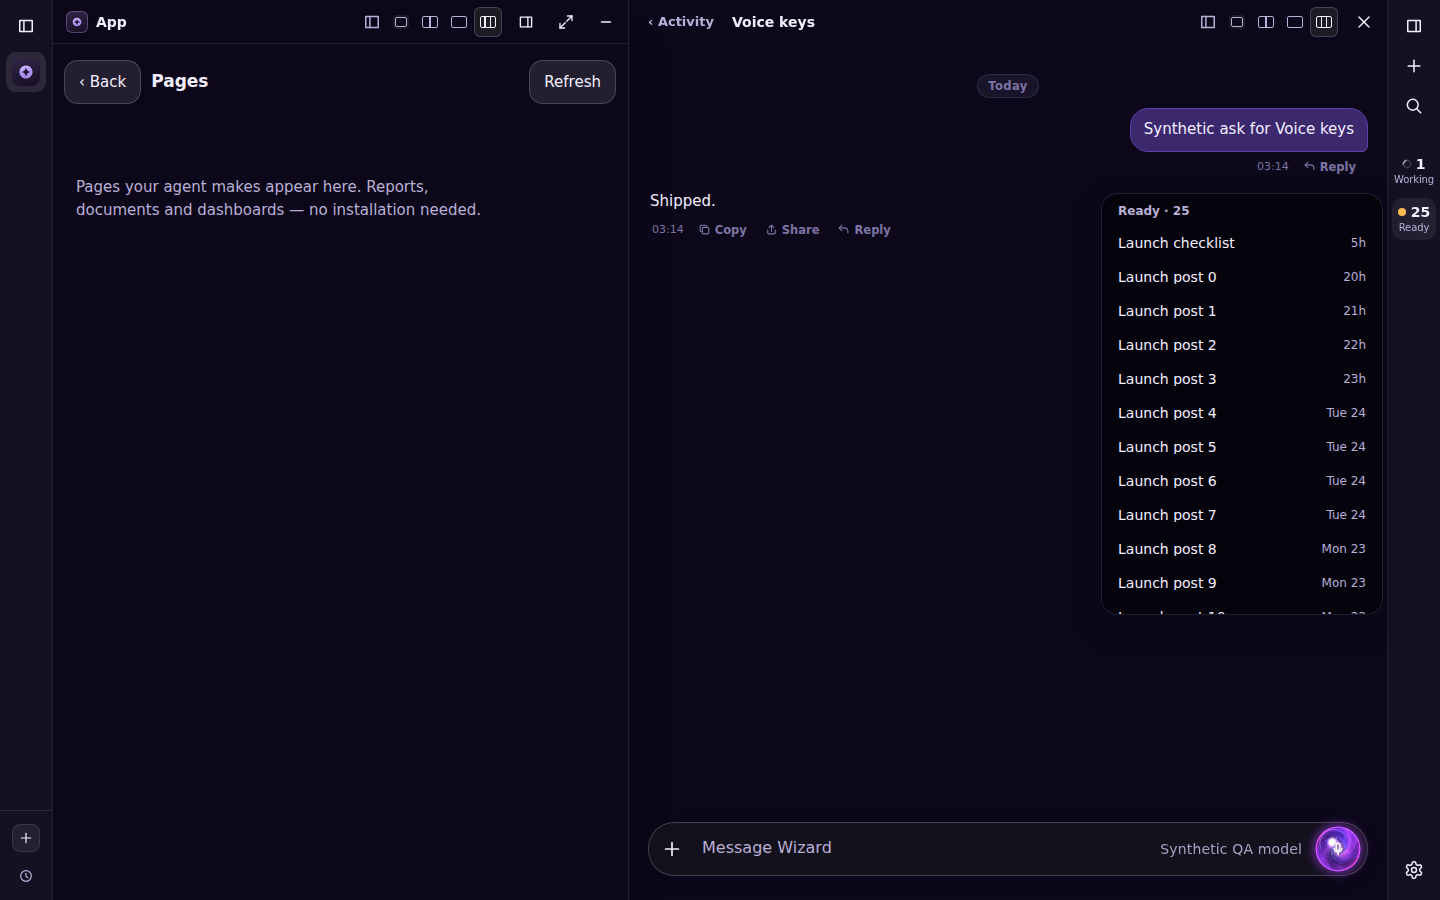 App
‹ Back
Pages
Refresh
Pages your agent makes appear here. Reports,
documents and dashboards — no installation needed.
‹ Activity
Voice keys
Today
Synthetic ask for Voice keys
03:14
Reply
Shipped.
03:14
Copy
Share
Reply
Ready · 25
Launch checklist 5h
Launch post 0 20h
Launch post 1 21h
Launch post 2 22h
Launch post 3 23h
Launch post 4 Tue 24
Launch post 5 Tue 24
Launch post 6 Tue 24
Launch post 7 Tue 24
Launch post 8 Mon 23
Launch post 9 Mon 23
Message Wizard
Synthetic QA model
1
Working
25
Ready